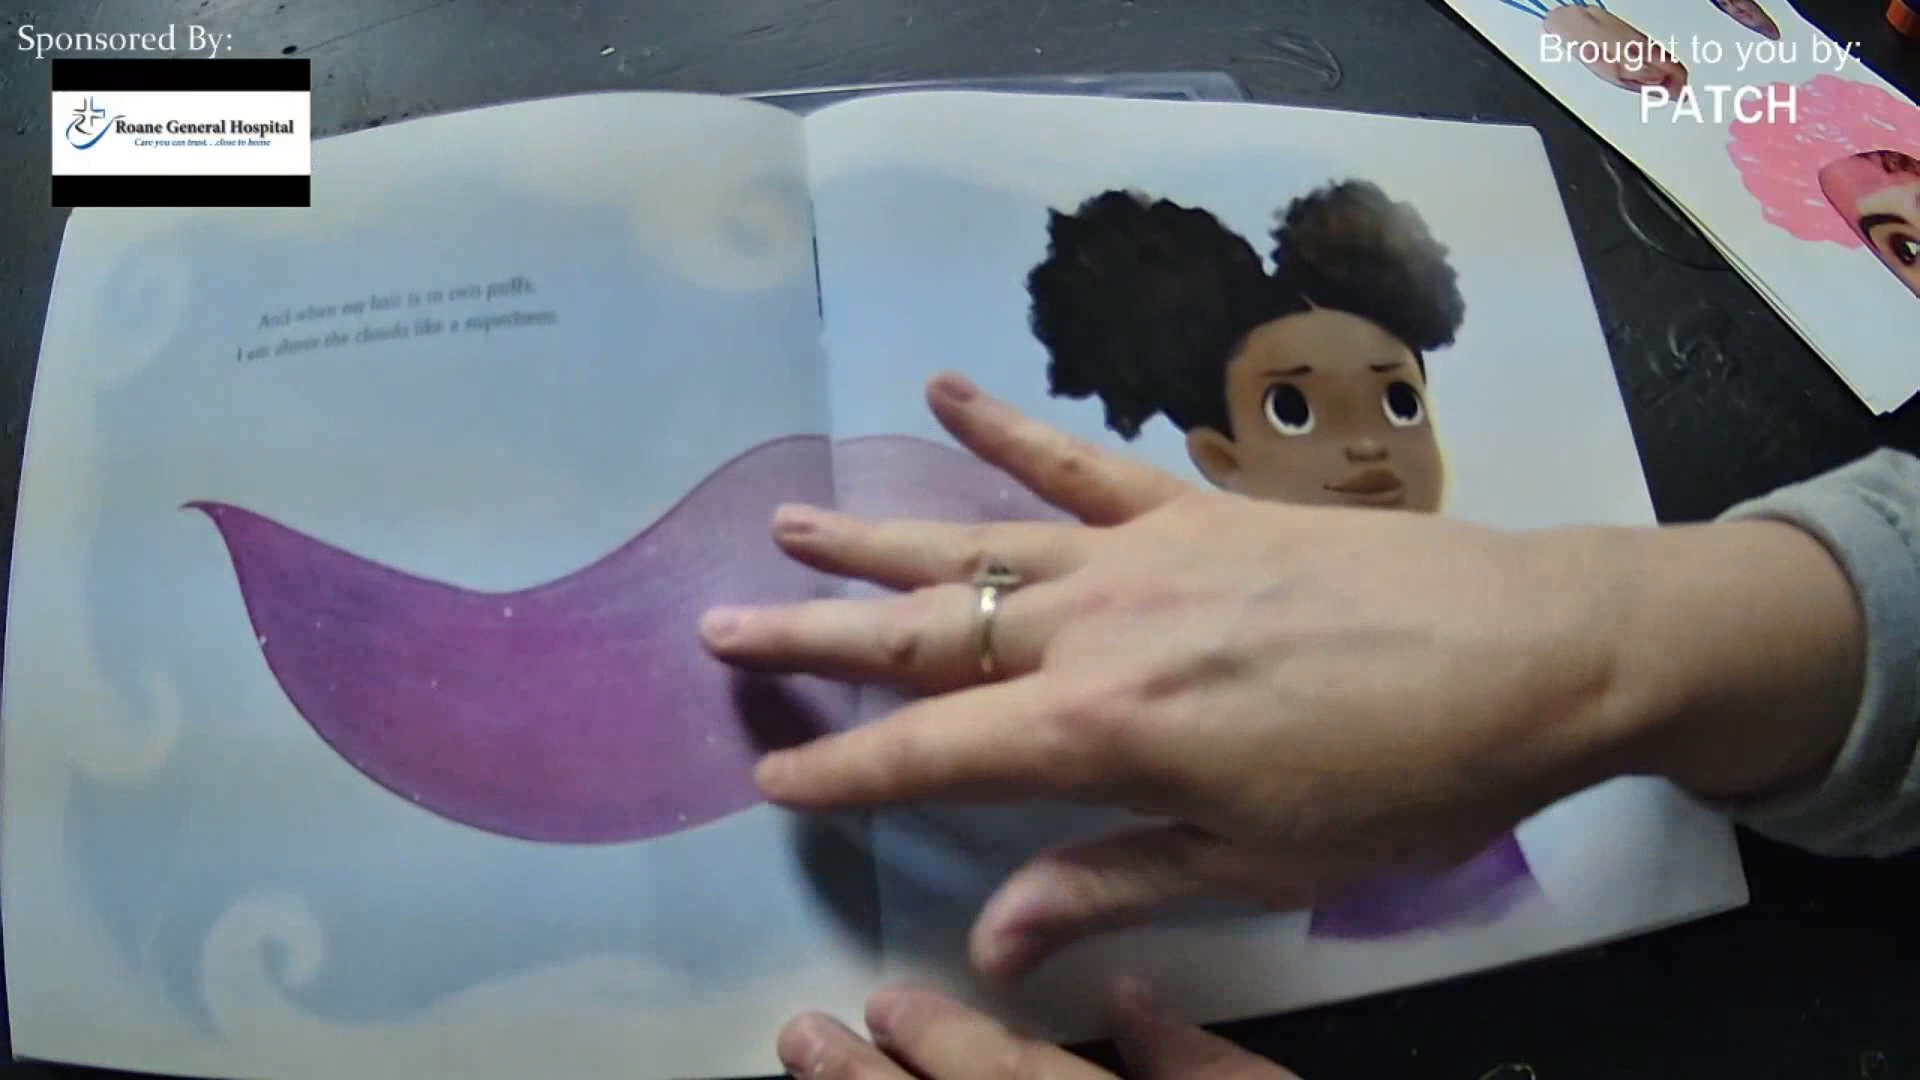 Sponsored By:
Roane General Hospital
Care you can trust. . .close to home
Brought to you by:
PATCH
And when my hair is in two puffs,
I am above the clouds like a superhero.